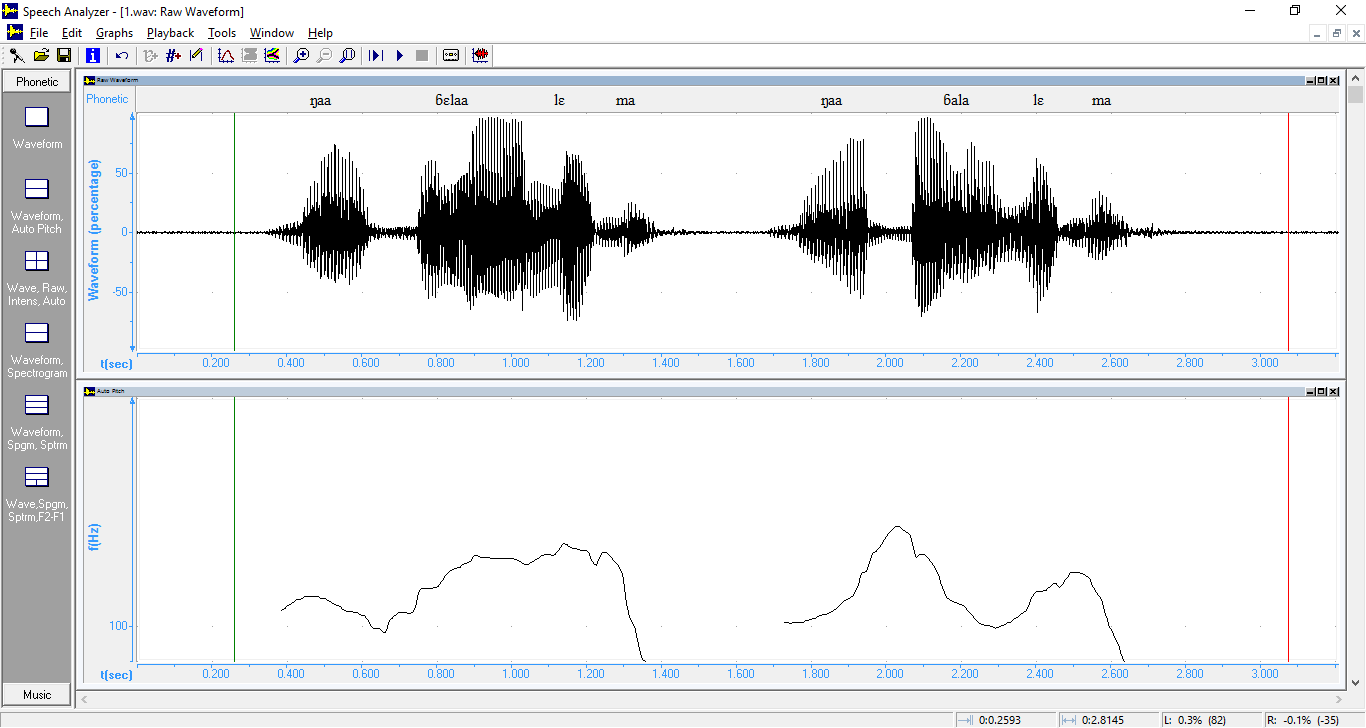 Speech Analyzer - [1.wav: Raw Waveform]
File Edit Graphs Playback Tools Window Help
Phonetic
Waveform
Waveform,
Auto Pitch
Wave, Raw,
Intens, Auto
Waveform,
Spectrogram
Waveform,
Spgm, Sptrm
Wave,Spgm,
Sptrm,F2-F1
Music
Raw Waveform
Phonetic ŋaa ɓɛlaa lɛ ma ŋaa ɓala lɛ ma
Waveform (percentage)
50
0
-50
t(sec) 0.200 0.400 0.600 0.800 1.000 1.200 1.400 1.600 1.800 2.000 2.200 2.400 2.600 2.800 3.000
Auto Pitch
f(Hz)
100
t(sec) 0.200 0.400 0.600 0.800 1.000 1.200 1.400 1.600 1.800 2.000 2.200 2.400 2.600 2.800 3.000
0:0.2593 0:2.8145 L: 0.3% (82) R: -0.1% (-35)